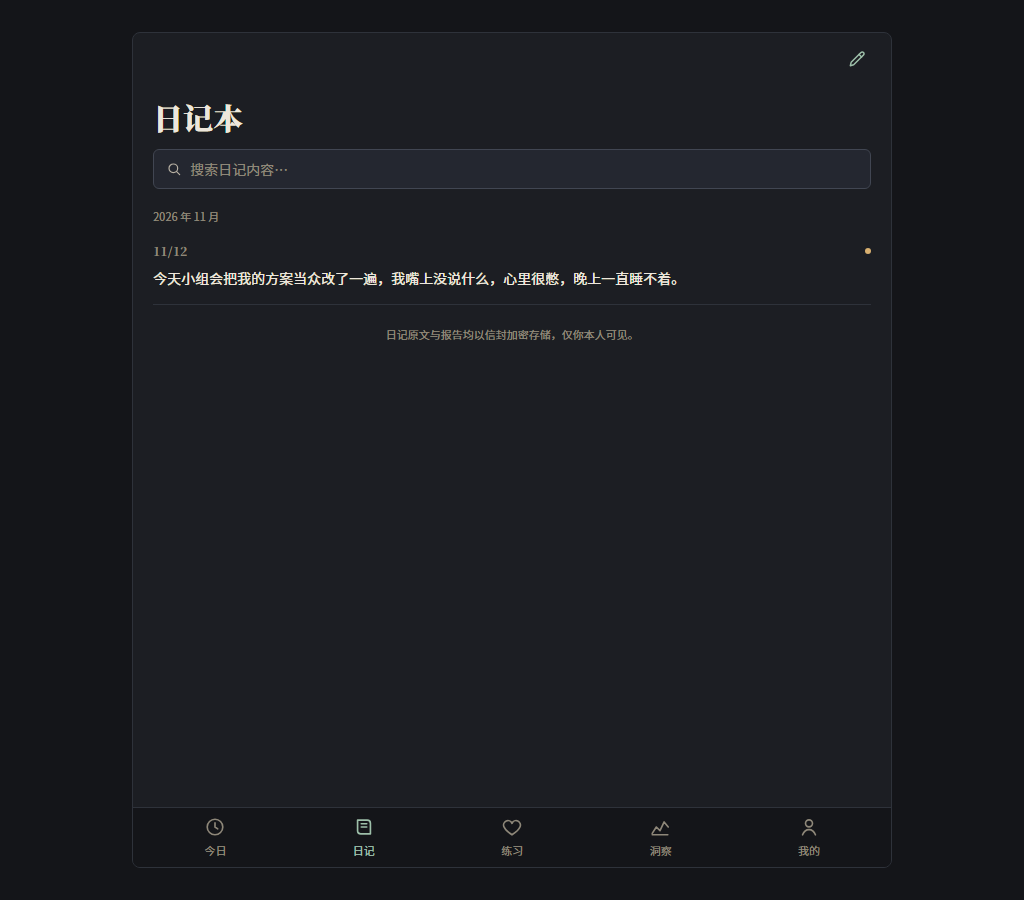 日记本
搜索日记内容…
2026 年 11 月
11/12
今天小组会把我的方案当众改了一遍，我嘴上没说什么，心里很憋，晚上一直睡不着。
日记原文与报告均以信封加密存储，仅你本人可见。
今日
日记
练习
洞察
我的